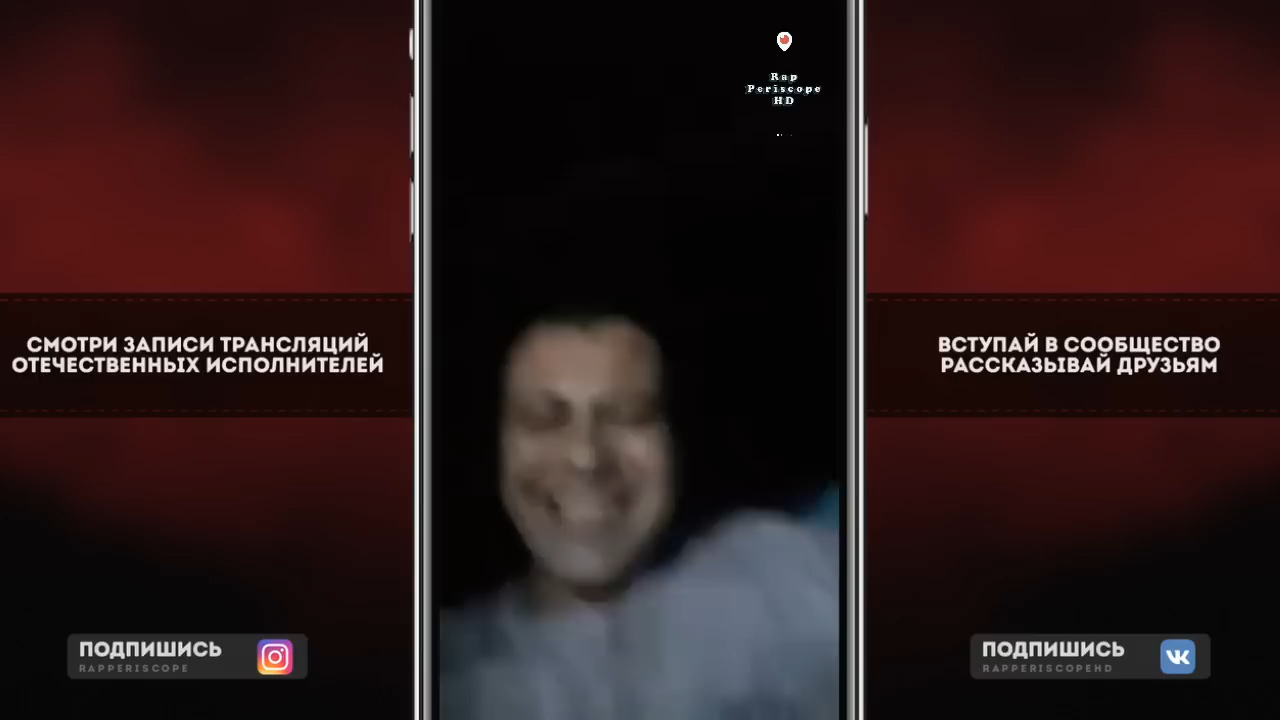 Rap
Periscope
HD
СМОТРИ ЗАПИСИ ТРАНСЛЯЦИЙ
ОТЕЧЕСТВЕННЫХ ИСПОЛНИТЕЛЕЙ
ВСТУПАЙ В СООБЩЕСТВО
РАССКАЗЫВАЙ ДРУЗЬЯМ
ПОДПИШИСЬ
RAPPERISCOPE
ПОДПИШИСЬ
RAPPERISCOPEHD